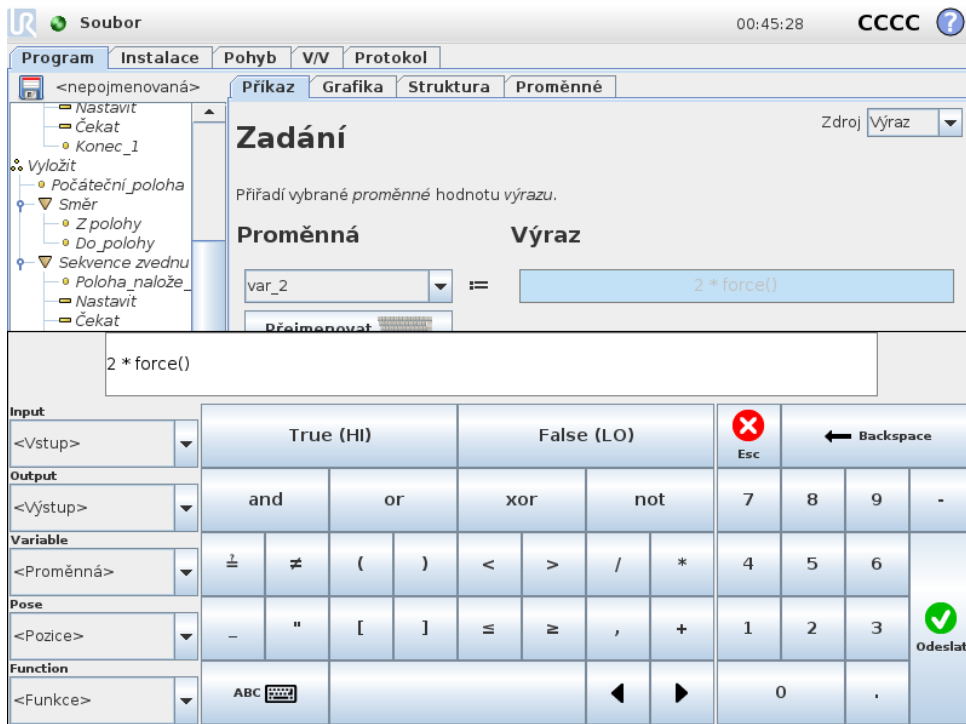 UR Soubor 00:45:28 CCCC ?
Program Instalace Pohyb V/V Protokol
<nepojmenovaná> Příkaz Grafika Struktura Proměnné
Nastavit
Čekat
Konec_1
Vyložit
Počáteční_poloha
Směr
Z polohy
Do_polohy
Sekvence zvednu
Poloha_nalože_
Nastavit
Čekat
Zdroj Výraz
Zadání
Přiřadí vybrané proměnné hodnotu výrazu.
Proměnná Výraz
var_2 := 2 * force()
Přejmenovat
2 * force()
Input
<Vstup>
Output
<Výstup>
Variable
<Proměnná>
Pose
<Pozice>
Function
<Funkce>
True (HI) False (LO) Esc Backspace
and or xor not 7 8 9 -
≟ ≠ ( ) < > / * 4 5 6
_ " [ ] ≤ ≥ , + 1 2 3 Odeslat
ABC 0 .